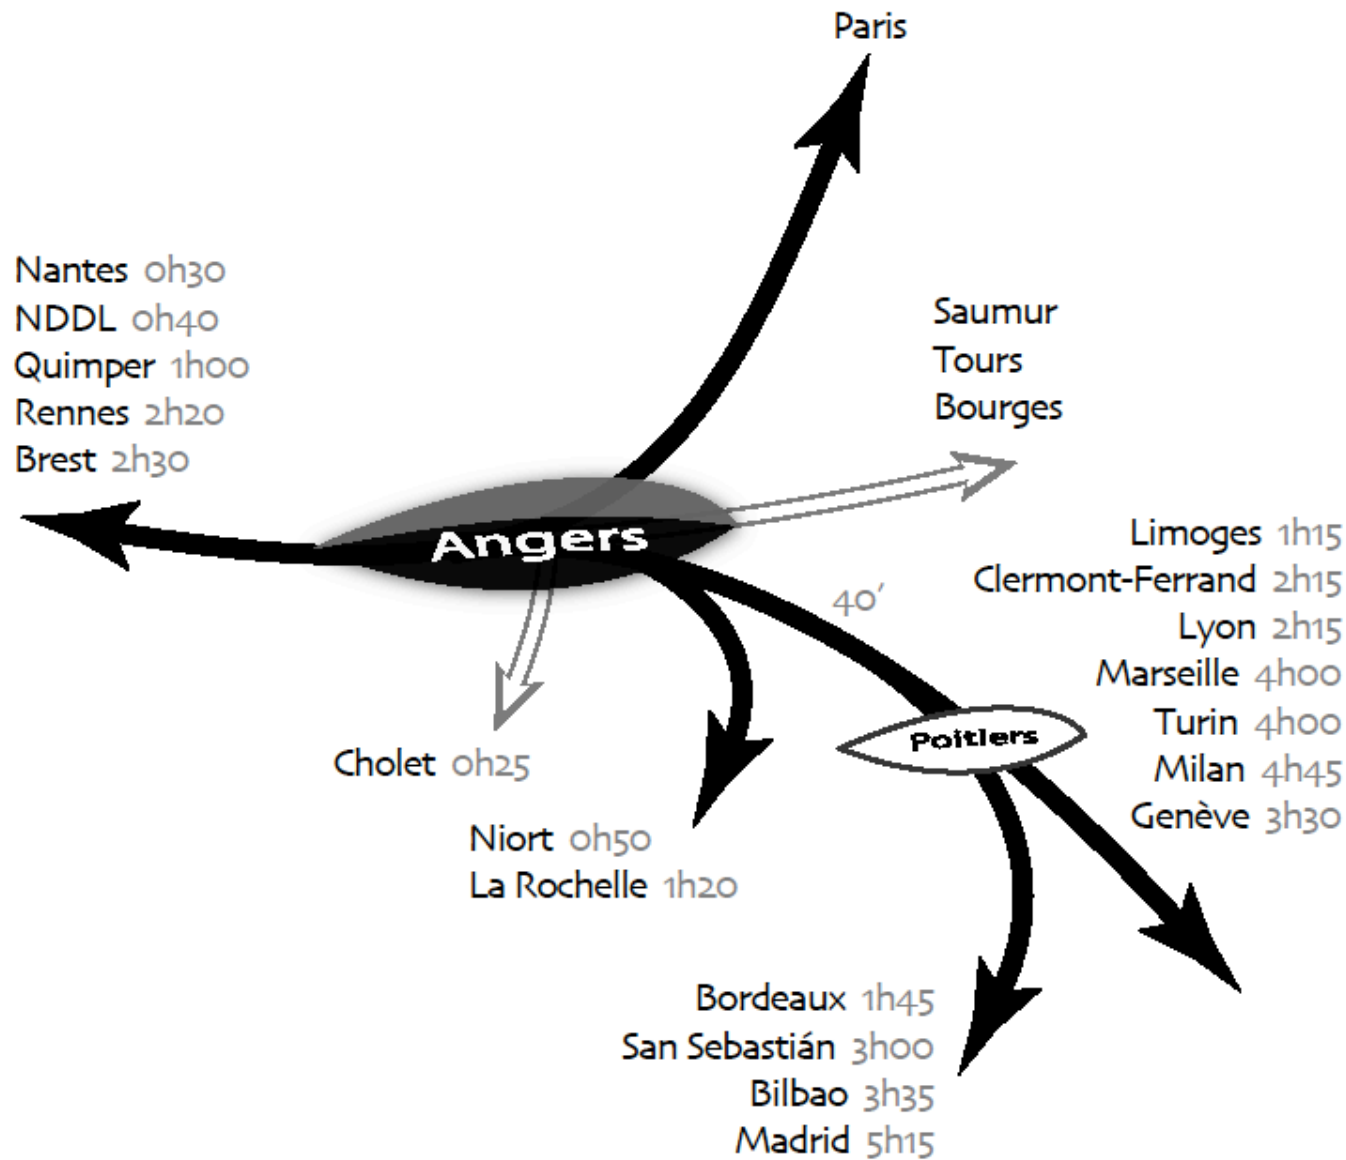 Paris
Nantes 0h30
NDDL 0h40
Quimper 1h00
Rennes 2h20
Brest 2h30
Saumur
Tours
Bourges
Angers
40'
Limoges 1h15
Clermont-Ferrand 2h15
Lyon 2h15
Marseille 4h00
Turin 4h00
Milan 4h45
Genève 3h30
Poitiers
Cholet 0h25
Niort 0h50
La Rochelle 1h20
Bordeaux 1h45
San Sebastián 3h00
Bilbao 3h35
Madrid 5h15